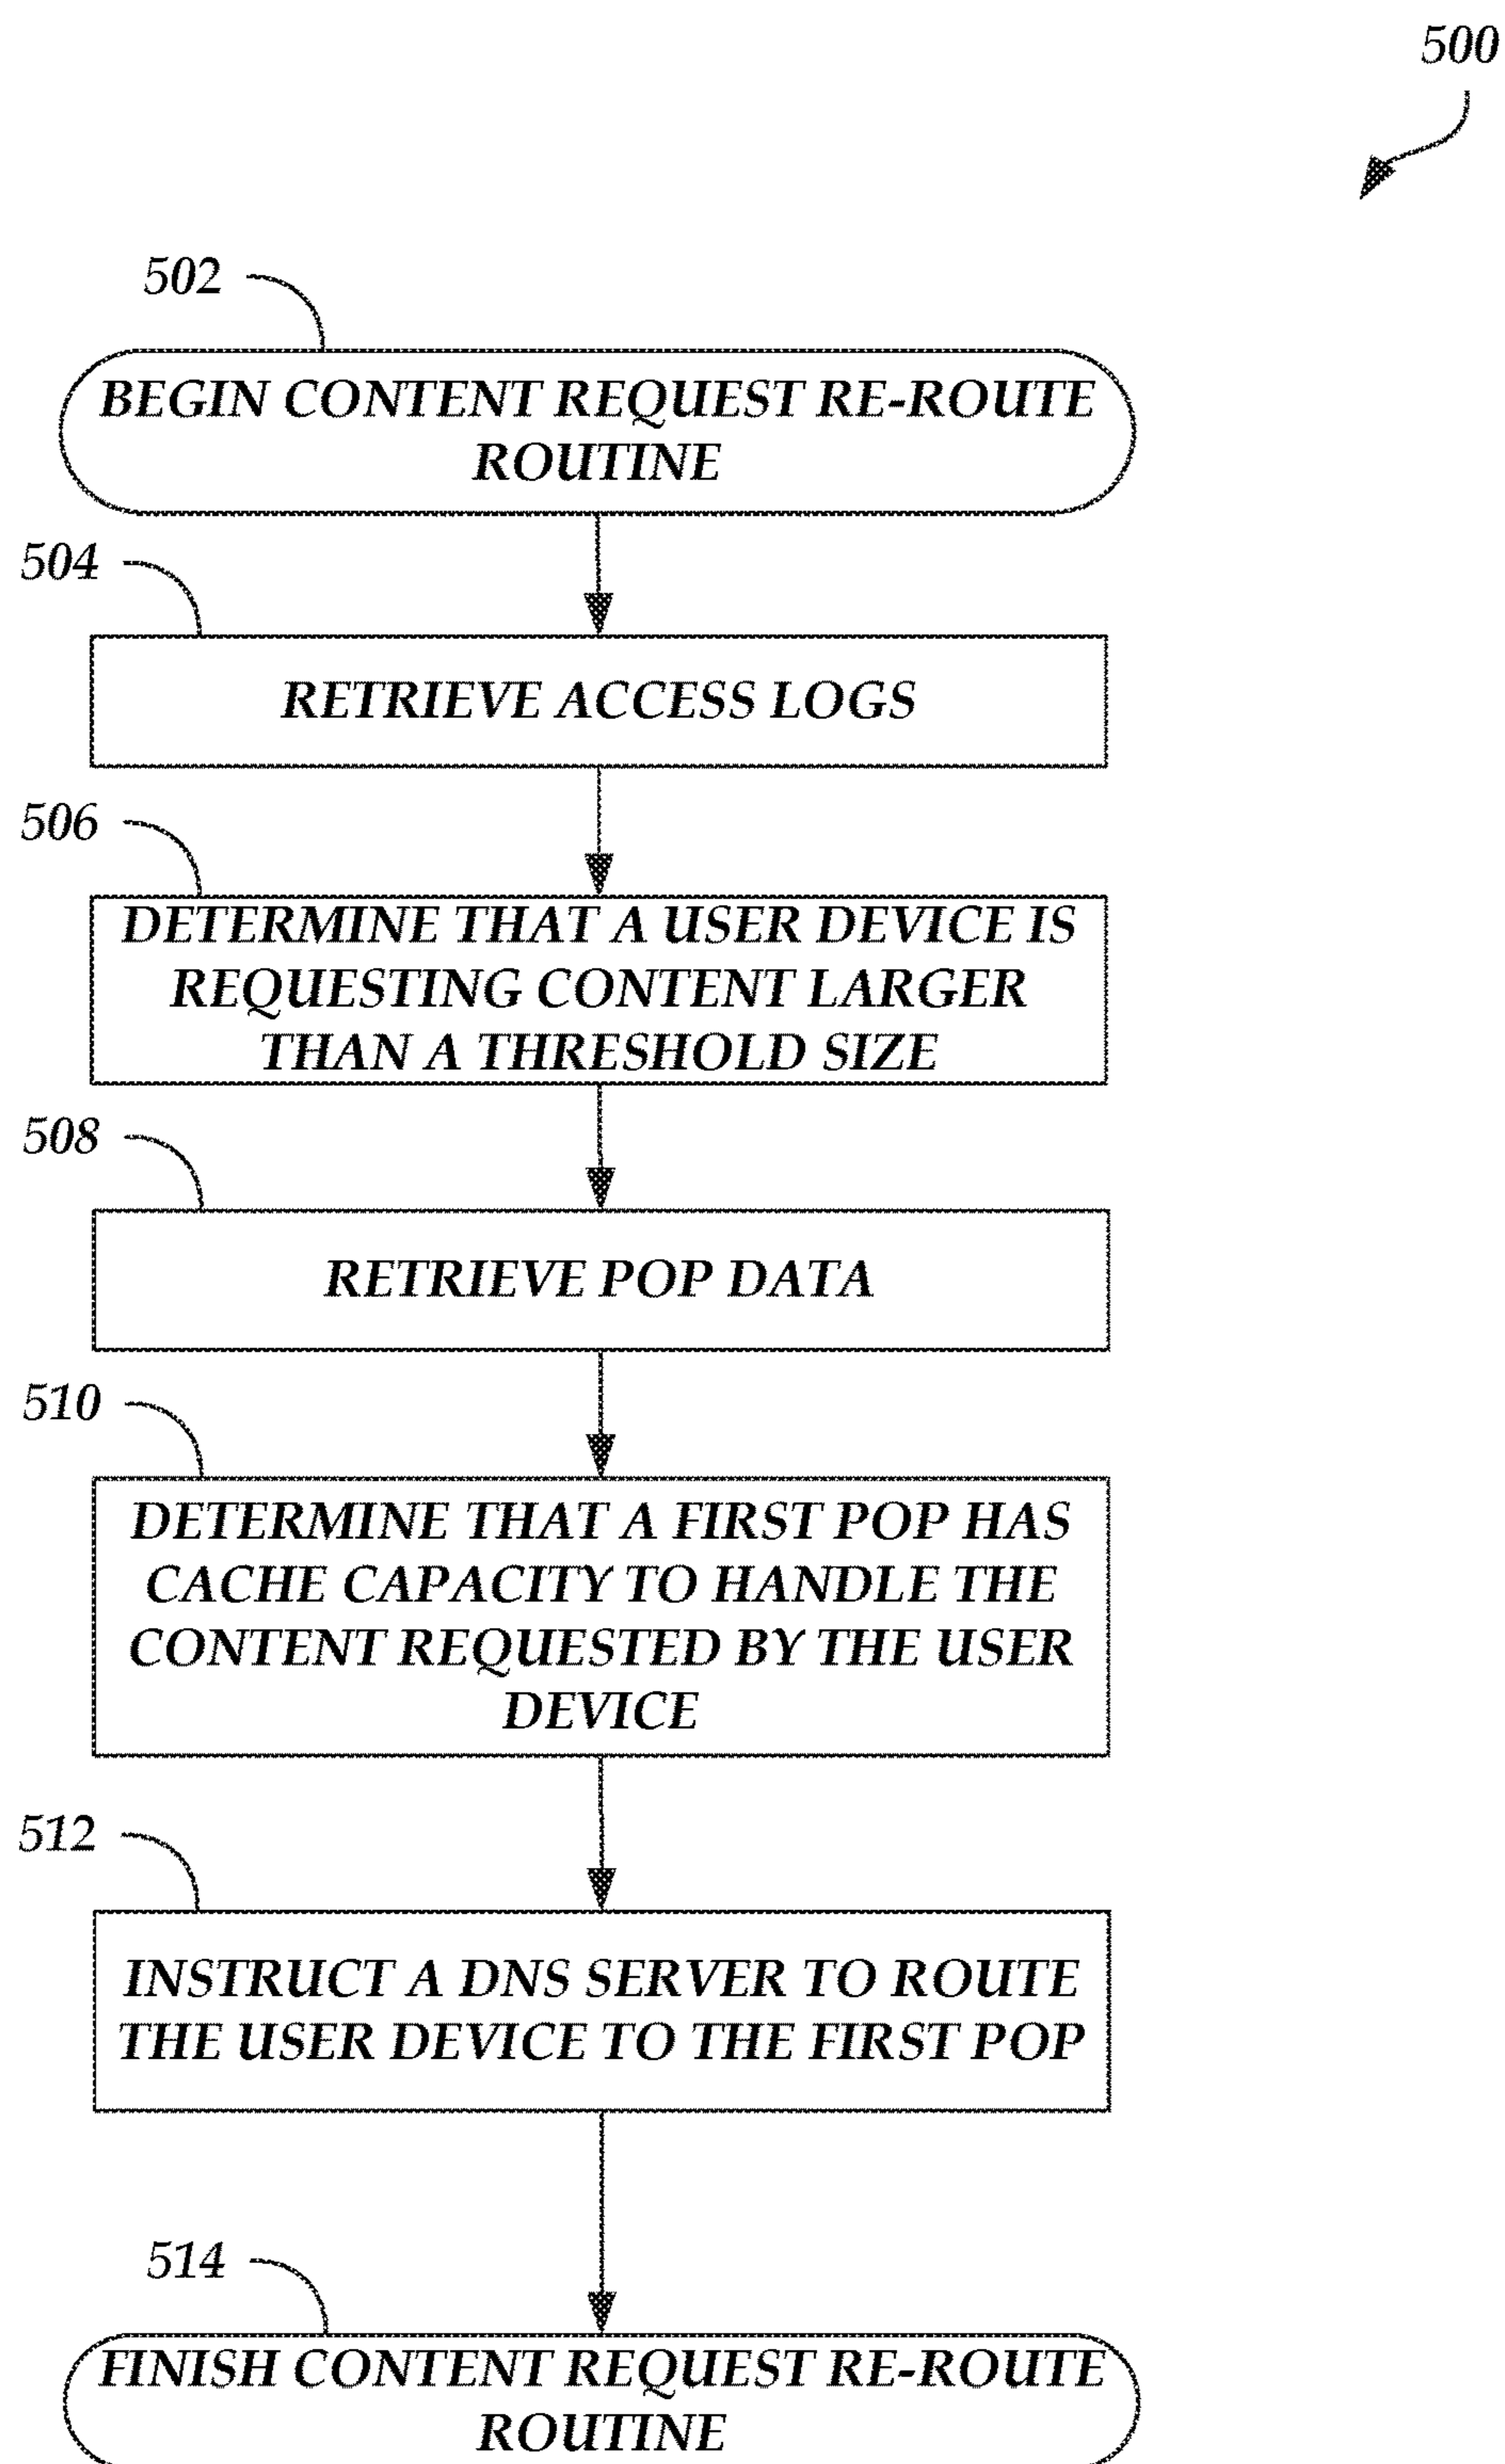 500
502
BEGIN CONTENT REQUEST RE-ROUTE
ROUTINE
504
RETRIEVE ACCESS LOGS
506
DETERMINE THAT A USER DEVICE IS
REQUESTING CONTENT LARGER
THAN A THRESHOLD SIZE
508
RETRIEVE POP DATA
510
DETERMINE THAT A FIRST POP HAS
CACHE CAPACITY TO HANDLE THE
CONTENT REQUESTED BY THE USER
DEVICE
512
INSTRUCT A DNS SERVER TO ROUTE
THE USER DEVICE TO THE FIRST POP
514
FINISH CONTENT REQUEST RE-ROUTE
ROUTINE